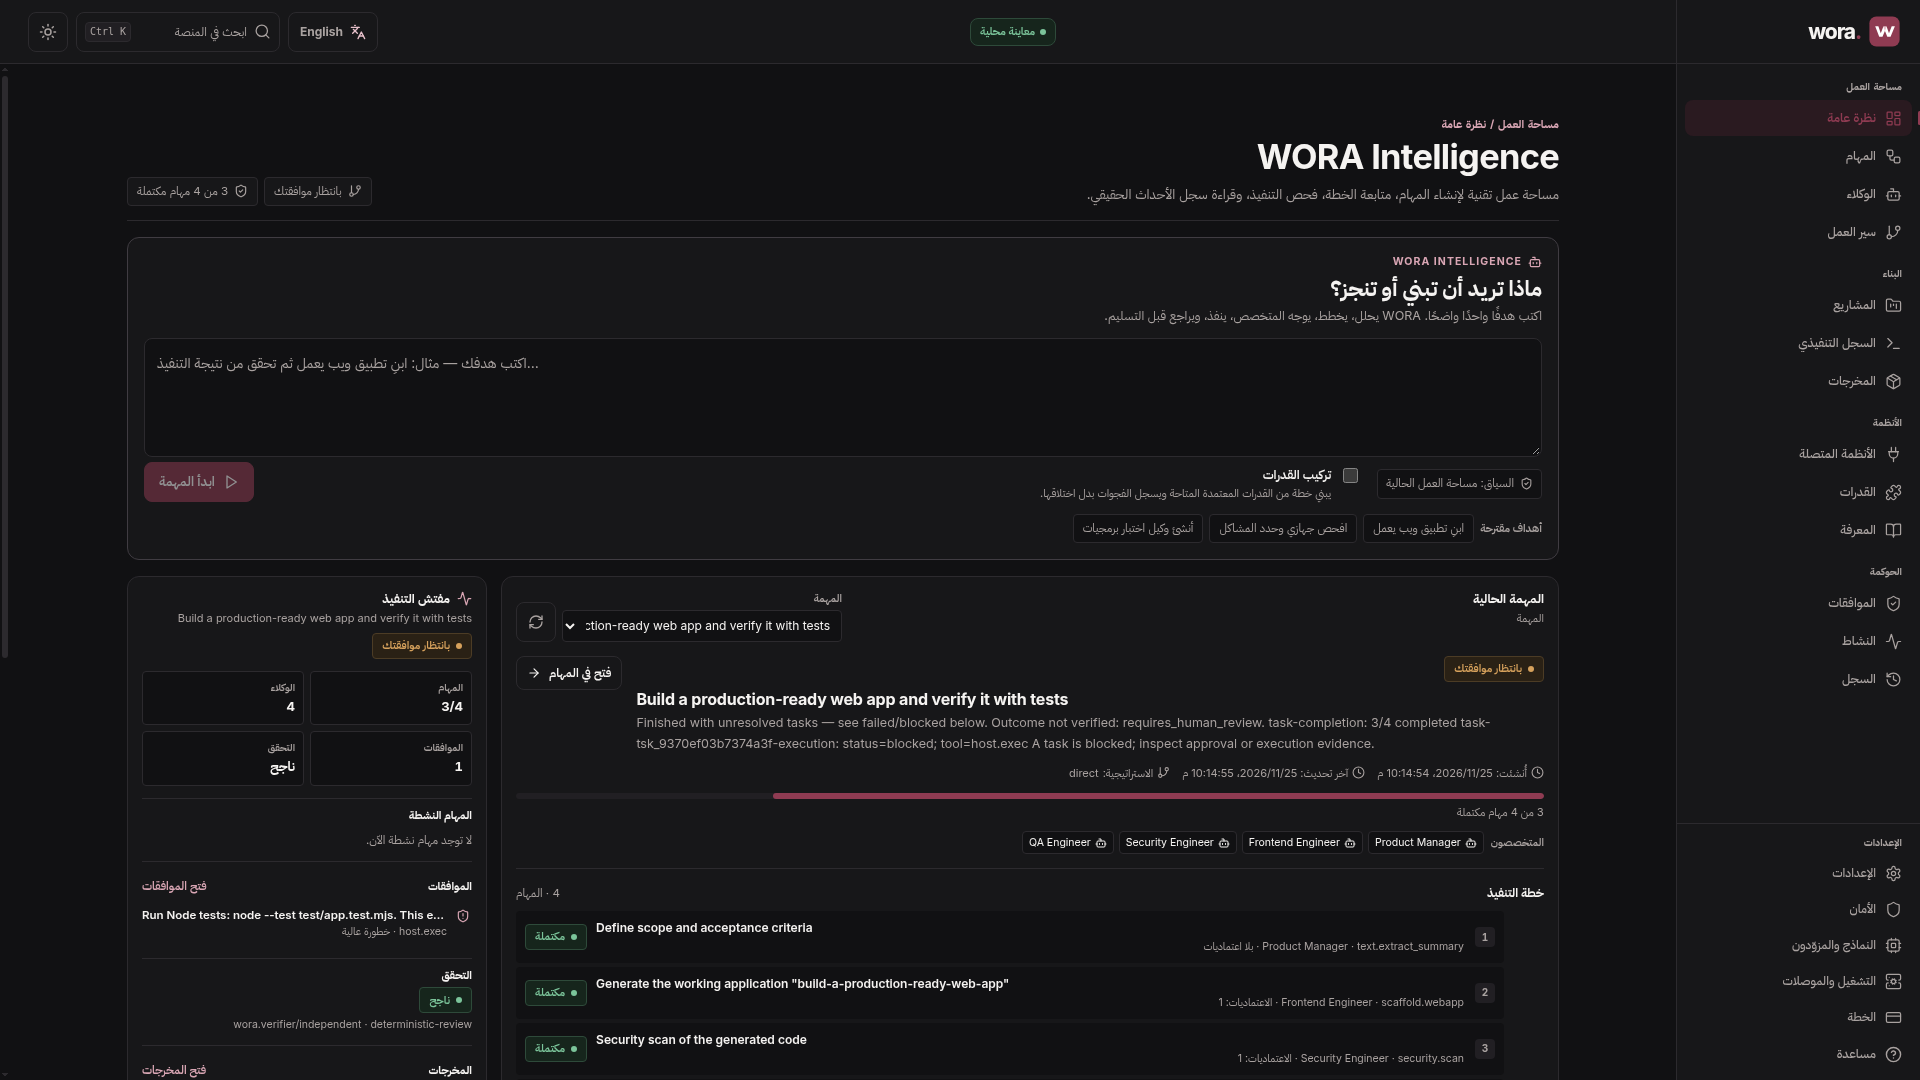 wora.
معاينة محلية
English
ابحث في المنصة
Ctrl K
مساحة العمل
نظرة عامة
المهام
الوكلاء
سير العمل
البناء
المشاريع
السجل التنفيذي
المخرجات
الأنظمة
الأنظمة المتصلة
القدرات
المعرفة
الحوكمة
الموافقات
النشاط
السجل
الإعدادات
الإعدادات
الأمان
النماذج والمزوّدون
التشغيل والموصلات
الخطة
مساعدة
مساحة العمل / نظرة عامة
WORA Intelligence
مساحة عمل تقنية لإنشاء المهام، متابعة الخطة، فحص التنفيذ، وقراءة سجل الأحداث الحقيقي.
بانتظار موافقتك
3 من 4 مهام مكتملة
WORA INTELLIGENCE
ماذا تريد أن تبني أو تنجز؟
اكتب هدفًا واحدًا واضحًا. WORA يحلل، يخطط، يوجه المتخصص، ينفذ، ويراجع قبل التسليم.
اكتب هدفك — مثال: ابنِ تطبيق ويب يعمل ثم تحقق من نتيجة التنفيذ...
السياق: مساحة العمل الحالية
تركيب القدرات
يبني خطة من القدرات المعتمدة المتاحة ويسجل الفجوات بدل اختلاقها.
ابدأ المهمة
أهداف مقترحة
ابنِ تطبيق ويب يعمل
افحص جهازي وحدد المشاكل
أنشئ وكيل اختبار برمجيات
المهمة الحالية
المهمة
المهمة
ction-ready web app and verify it with tests
بانتظار موافقتك
فتح في المهام
Build a production-ready web app and verify it with tests
Finished with unresolved tasks — see failed/blocked below. Outcome not verified: requires_human_review. task-completion: 3/4 completed task-
tsk_9370ef03b7374a3f-execution: status=blocked; tool=host.exec A task is blocked; inspect approval or execution evidence.
أُنشئت: 2026/11/25، 10:14:54 م
آخر تحديث: 2026/11/25، 10:14:55 م
الاستراتيجية: direct
3 من 4 مهام مكتملة
المتخصصون
Product Manager
Frontend Engineer
Security Engineer
QA Engineer
خطة التنفيذ
4 · المهام
1
Define scope and acceptance criteria
بلا اعتماديات · Product Manager · text.extract_summary
مكتملة
2
Generate the working application "build-a-production-ready-web-app"
الاعتماديات: 1 · Frontend Engineer · scaffold.webapp
مكتملة
3
Security scan of the generated code
الاعتماديات: 1 · Security Engineer · security.scan
مكتملة
مفتش التنفيذ
Build a production-ready web app and verify it with tests
بانتظار موافقتك
المهام
3/4
الوكلاء
4
الموافقات
1
التحقق
ناجح
المهام النشطة
لا توجد مهام نشطة الآن.
الموافقات
فتح الموافقات
Run Node tests: node --test test/app.test.mjs. This e...
خطورة عالية · host.exec
التحقق
ناجح
wora.verifier/independent · deterministic-review
المخرجات
فتح المخرجات